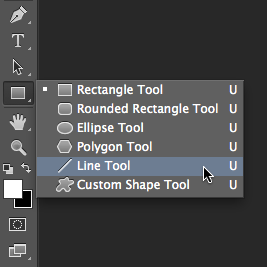 T
Rectangle Tool U
Rounded Rectangle Tool U
Ellipse Tool U
Polygon Tool U
Line Tool U
Custom Shape Tool U